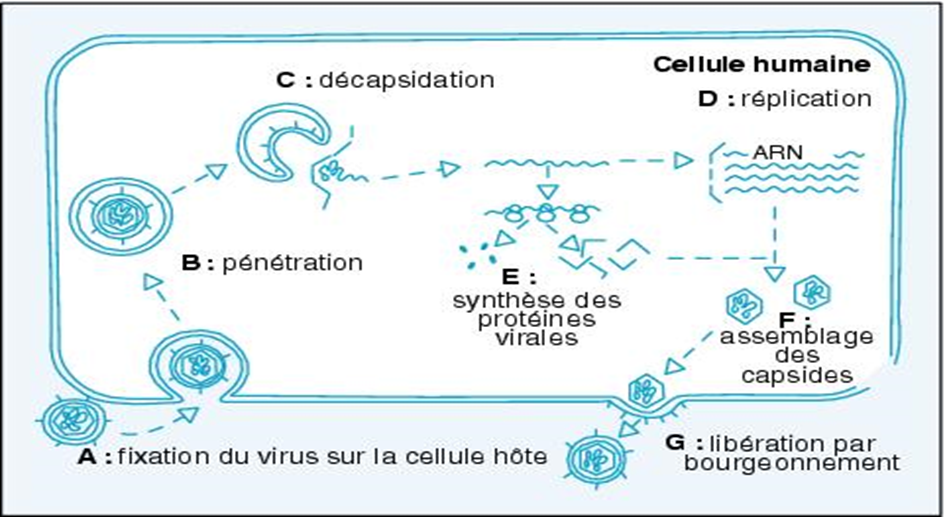 Cellule humaine
C : décapsidation
D : réplication
ARN
B : pénétration
E :
synthèse des
protéines
virales
F :
assemblage
des
capsides
A : fixation du virus sur la cellule hôte
G : libération par
bourgeonnement